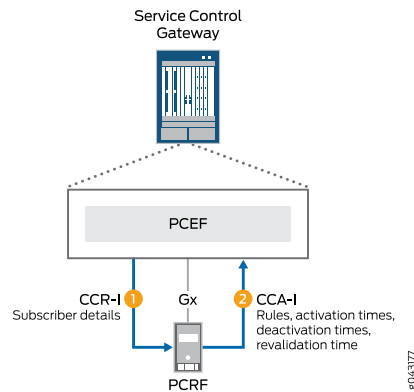 Service Control
Gateway
PCEF
CCR-I 1 Gx 2 CCA-I
Subscriber details
Rules, activation times,
deactivation times,
revalidation time
PCRF
g043177